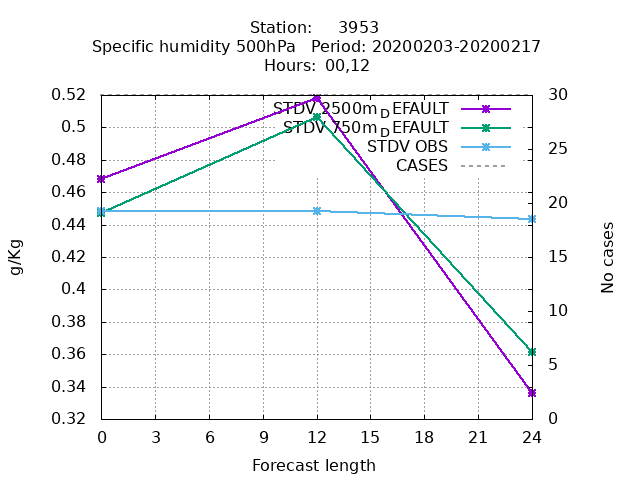 Station: 3953
Specific humidity 500hPa Period: 20200203-20200217
Hours: 00,12
STDV 2500m_DEFAULT
STDV 750m_DEFAULT
STDV OBS
CASES
0.52
0.5
0.48
0.46
0.44
0.42
0.4
0.38
0.36
0.34
0.32
30
25
20
15
10
5
0
g/Kg
No cases
0 3 6 9 12 15 18 21 24
Forecast length